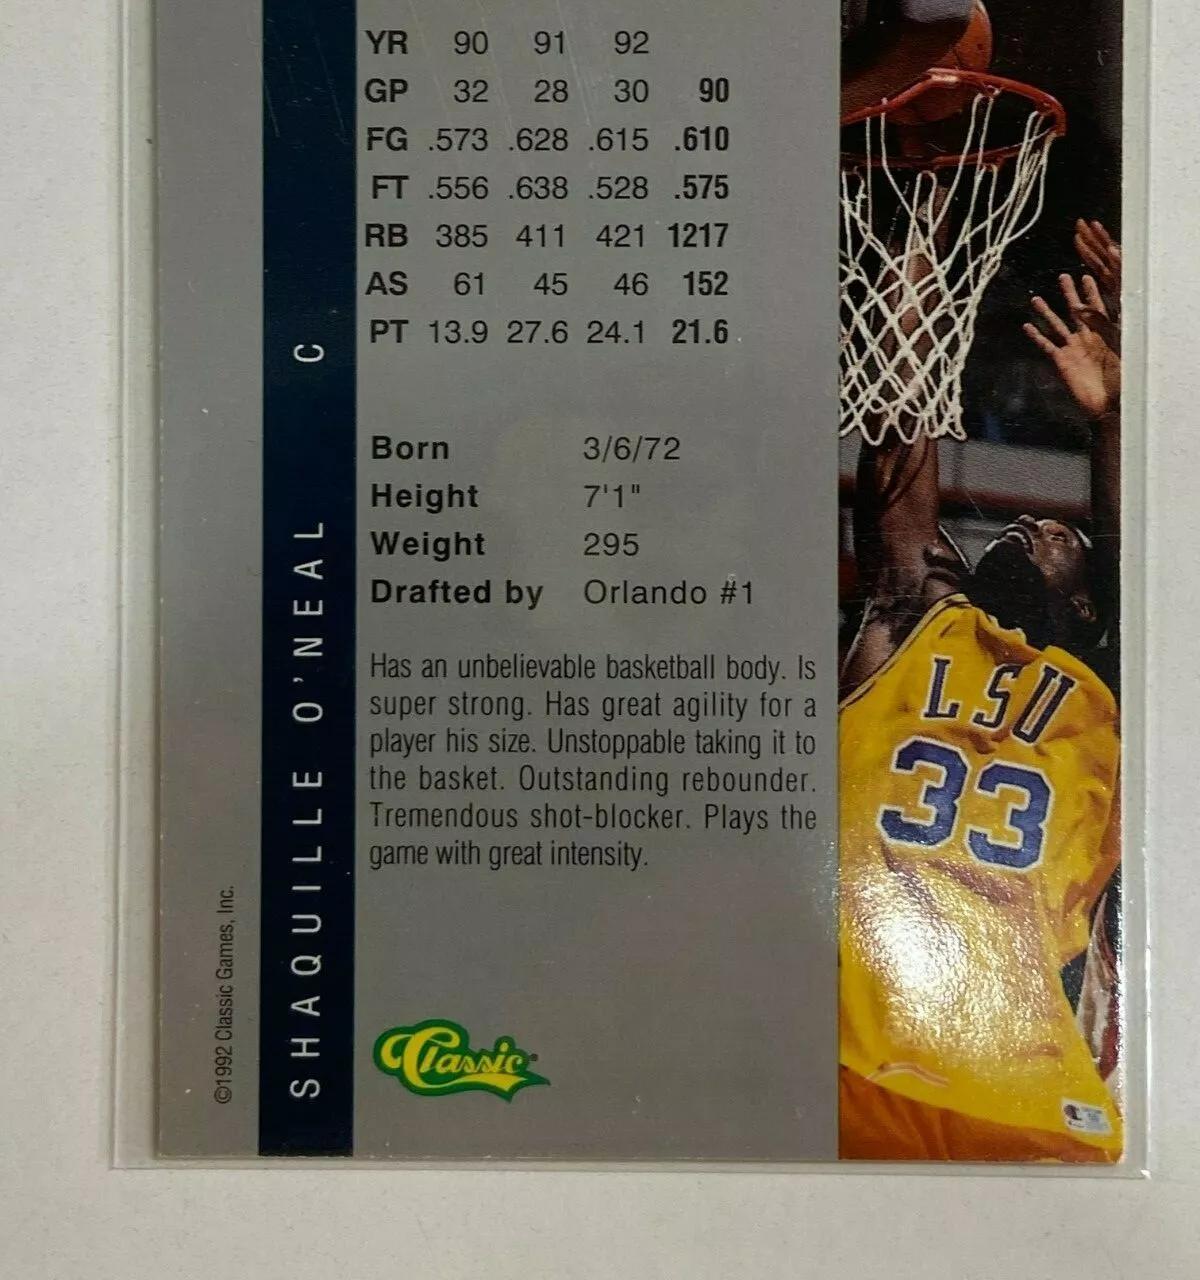 YR 90 91 92
GP 32 28 30 90
FG .573 .628 .615 .610
FT .556 .638 .528 .575
RB 385 411 421 1217
AS 61 45 46 152
PT 13.9 27.6 24.1 21.6
Born 3/6/72
Height 7'1"
Weight 295
Drafted by Orlando #1
Has an unbelievable basketball body. Is
super strong. Has great agility for a
player his size. Unstoppable taking it to
the basket. Outstanding rebounder.
Tremendous shot-blocker. Plays the
game with great intensity.
Classic
SHAQUILLE O'NEAL C
©1992 Classic Games, Inc.
LSU
33